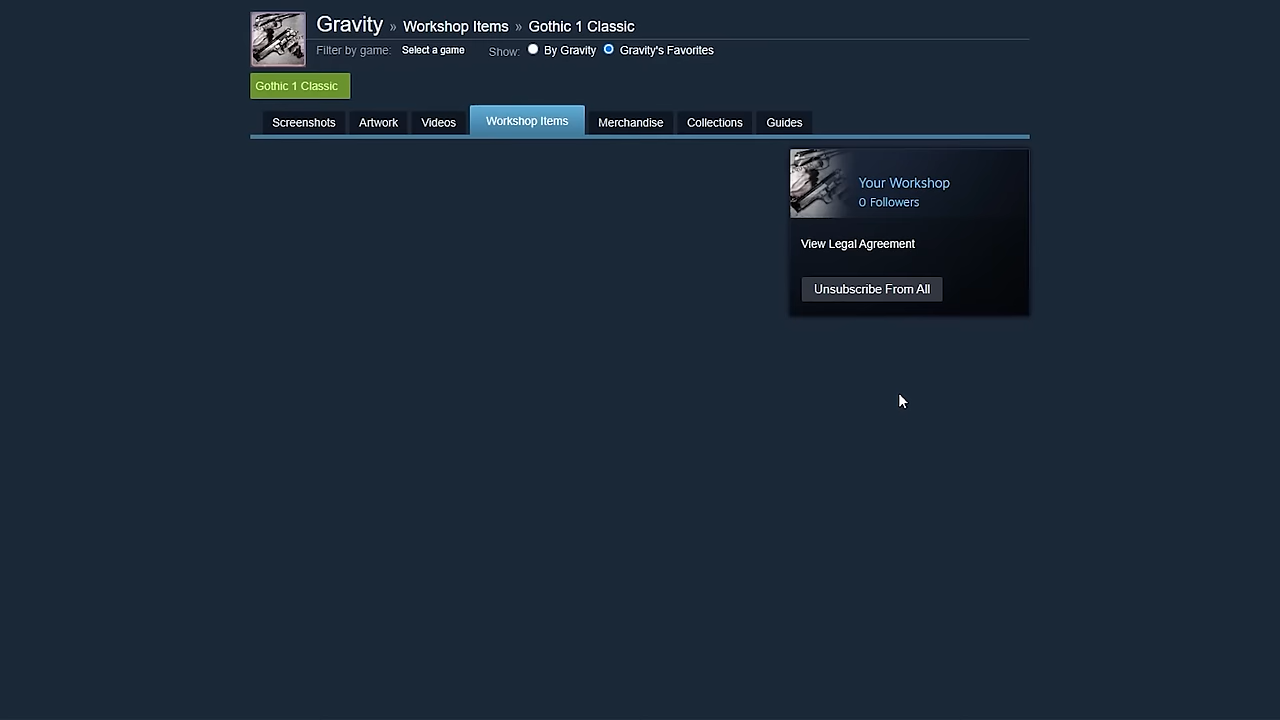 Gravity » Workshop Items » Gothic 1 Classic
Filter by game: Select a game Show: By Gravity Gravity's Favorites
Gothic 1 Classic
Screenshots Artwork Videos Workshop Items Merchandise Collections Guides
Your Workshop
0 Followers
View Legal Agreement
Unsubscribe From All